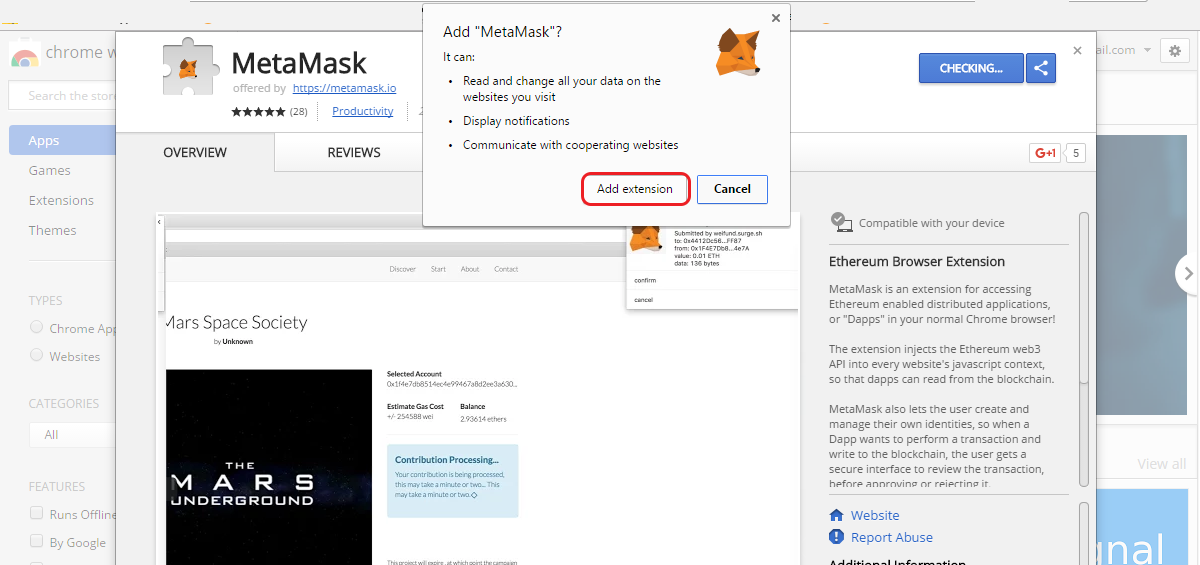 Add "MetaMask"?
It can:
• Read and change all your data on the
websites you visit
• Display notifications
• Communicate with cooperating websites
Add extension
Cancel
chrome w
Search the store
Apps
Games
Extensions
Themes
TYPES
Chrome App
Websites
CATEGORIES
All
FEATURES
Runs Offline
By Google
MetaMask
offered by https://metamask.io
(28)
Productivity
CHECKING...
ail.com
OVERVIEW
REVIEWS
G+1
5
Submitted by weifund.surge.sh
to: 0x4412Dc56...FF87
from: 0x1F4E7Db8...4e7A
value: 0.01 ETH
data: 136 bytes
confirm
cancel
Discover
Start
About
Contact
Mars Space Society
by Unknown
THE
MARS
UNDERGROUND
Selected Account
0x1f4e7db8514ec4e99467a8d2ee3a630...
Estimate Gas Cost
Balance
+/- 254588 wei
2.93614 ethers
Contribution Processing...
Your contribution is being processed,
this may take a minute or two... This
may take a minute or two.
This project will expire, at which point the campaign
Compatible with your device
Ethereum Browser Extension
MetaMask is an extension for accessing
Ethereum enabled distributed applications,
or "Dapps" in your normal Chrome browser!
The extension injects the Ethereum web3
API into every website's javascript context,
so that dapps can read from the blockchain.
MetaMask also lets the user create and
manage their own identities, so when a
Dapp wants to perform a transaction and
write to the blockchain, the user gets a
secure interface to review the transaction,
before approving or rejecting it.
Website
Report Abuse
Additional Information
View all
gnal